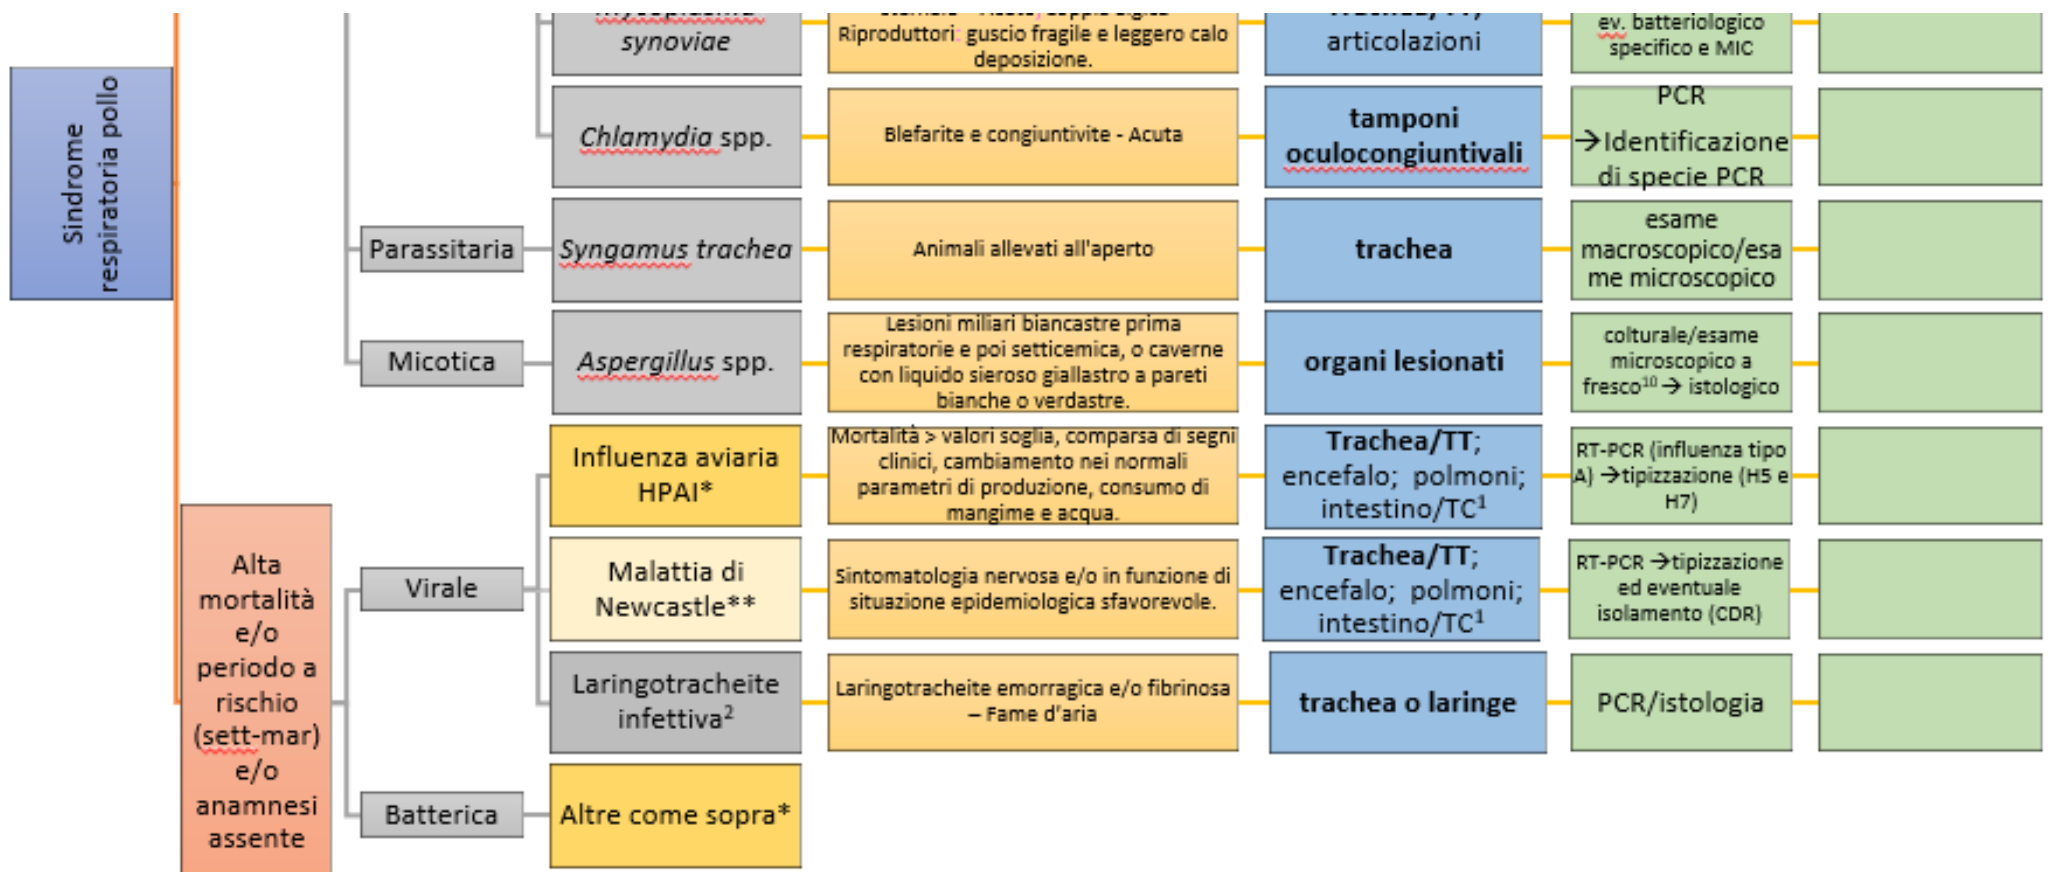 synoviae
Riproduttori: guscio fragile e leggero calo
deposizione.
articolazioni
ev. batteriologico
specifico e MIC
Sindrome
respiratoria pollo
Chlamydia spp.
Blefarite e congiuntivite - Acuta
tamponi
oculocongiuntivali
PCR
→Identificazione
di specie PCR
Parassitaria
Syngamus trachea
Animali allevati all'aperto
trachea
esame
macroscopico/esa
me microscopico
Micotica
Aspergillus spp.
Lesioni miliari biancastre prima
respiratorie e poi setticemica, o caverne
con liquido sieroso giallastro a pareti
bianche o verdastre.
organi lesionati
colturale/esame
microscopico a
fresco¹⁰ → istologico
Alta
mortalità
e/o
periodo a
rischio
(sett-mar)
e/o
anamnesi
assente
Virale
Influenza aviaria
HPAI*
Mortalità > valori soglia, comparsa di segni
clinici, cambiamento nei normali
parametri di produzione, consumo di
mangime e acqua.
Trachea/TT;
encefalo; polmoni;
intestino/TC¹
RT-PCR (influenza tipo
A) →tipizzazione (H5 e
H7)
Malattia di
Newcastle**
Sintomatologia nervosa e/o in funzione di
situazione epidemiologica sfavorevole.
Trachea/TT;
encefalo; polmoni;
intestino/TC¹
RT-PCR →tipizzazione
ed eventuale
isolamento (CDR)
Laringotracheite
infettiva²
Laringotracheite emorragica e/o fibrinosa
– Fame d'aria
trachea o laringe
PCR/istologia
Batterica
Altre come sopra*